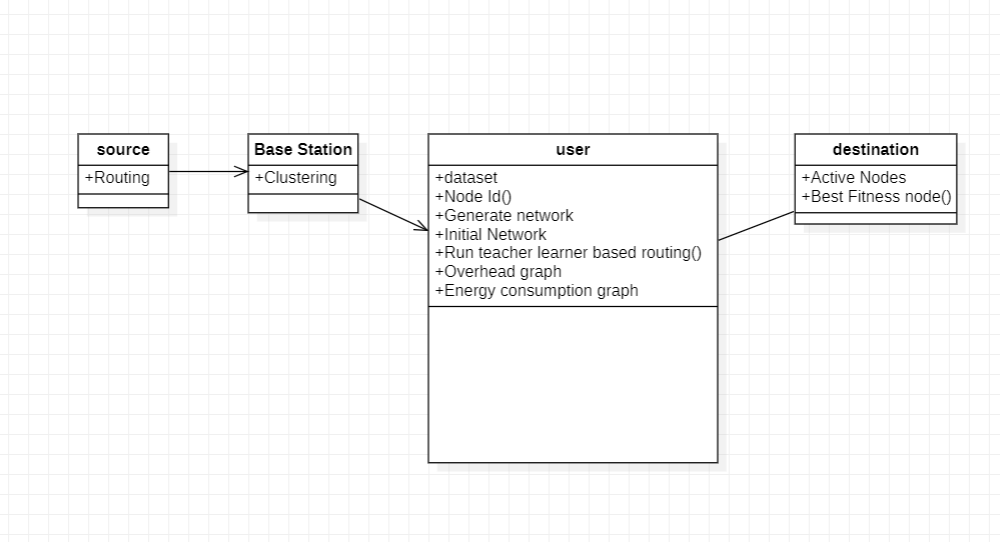 source
+Routing
Base Station
+Clustering
user
+dataset
+Node Id()
+Generate network
+Initial Network
+Run teacher learner based routing()
+Overhead graph
+Energy consumption graph
destination
+Active Nodes
+Best Fitness node()